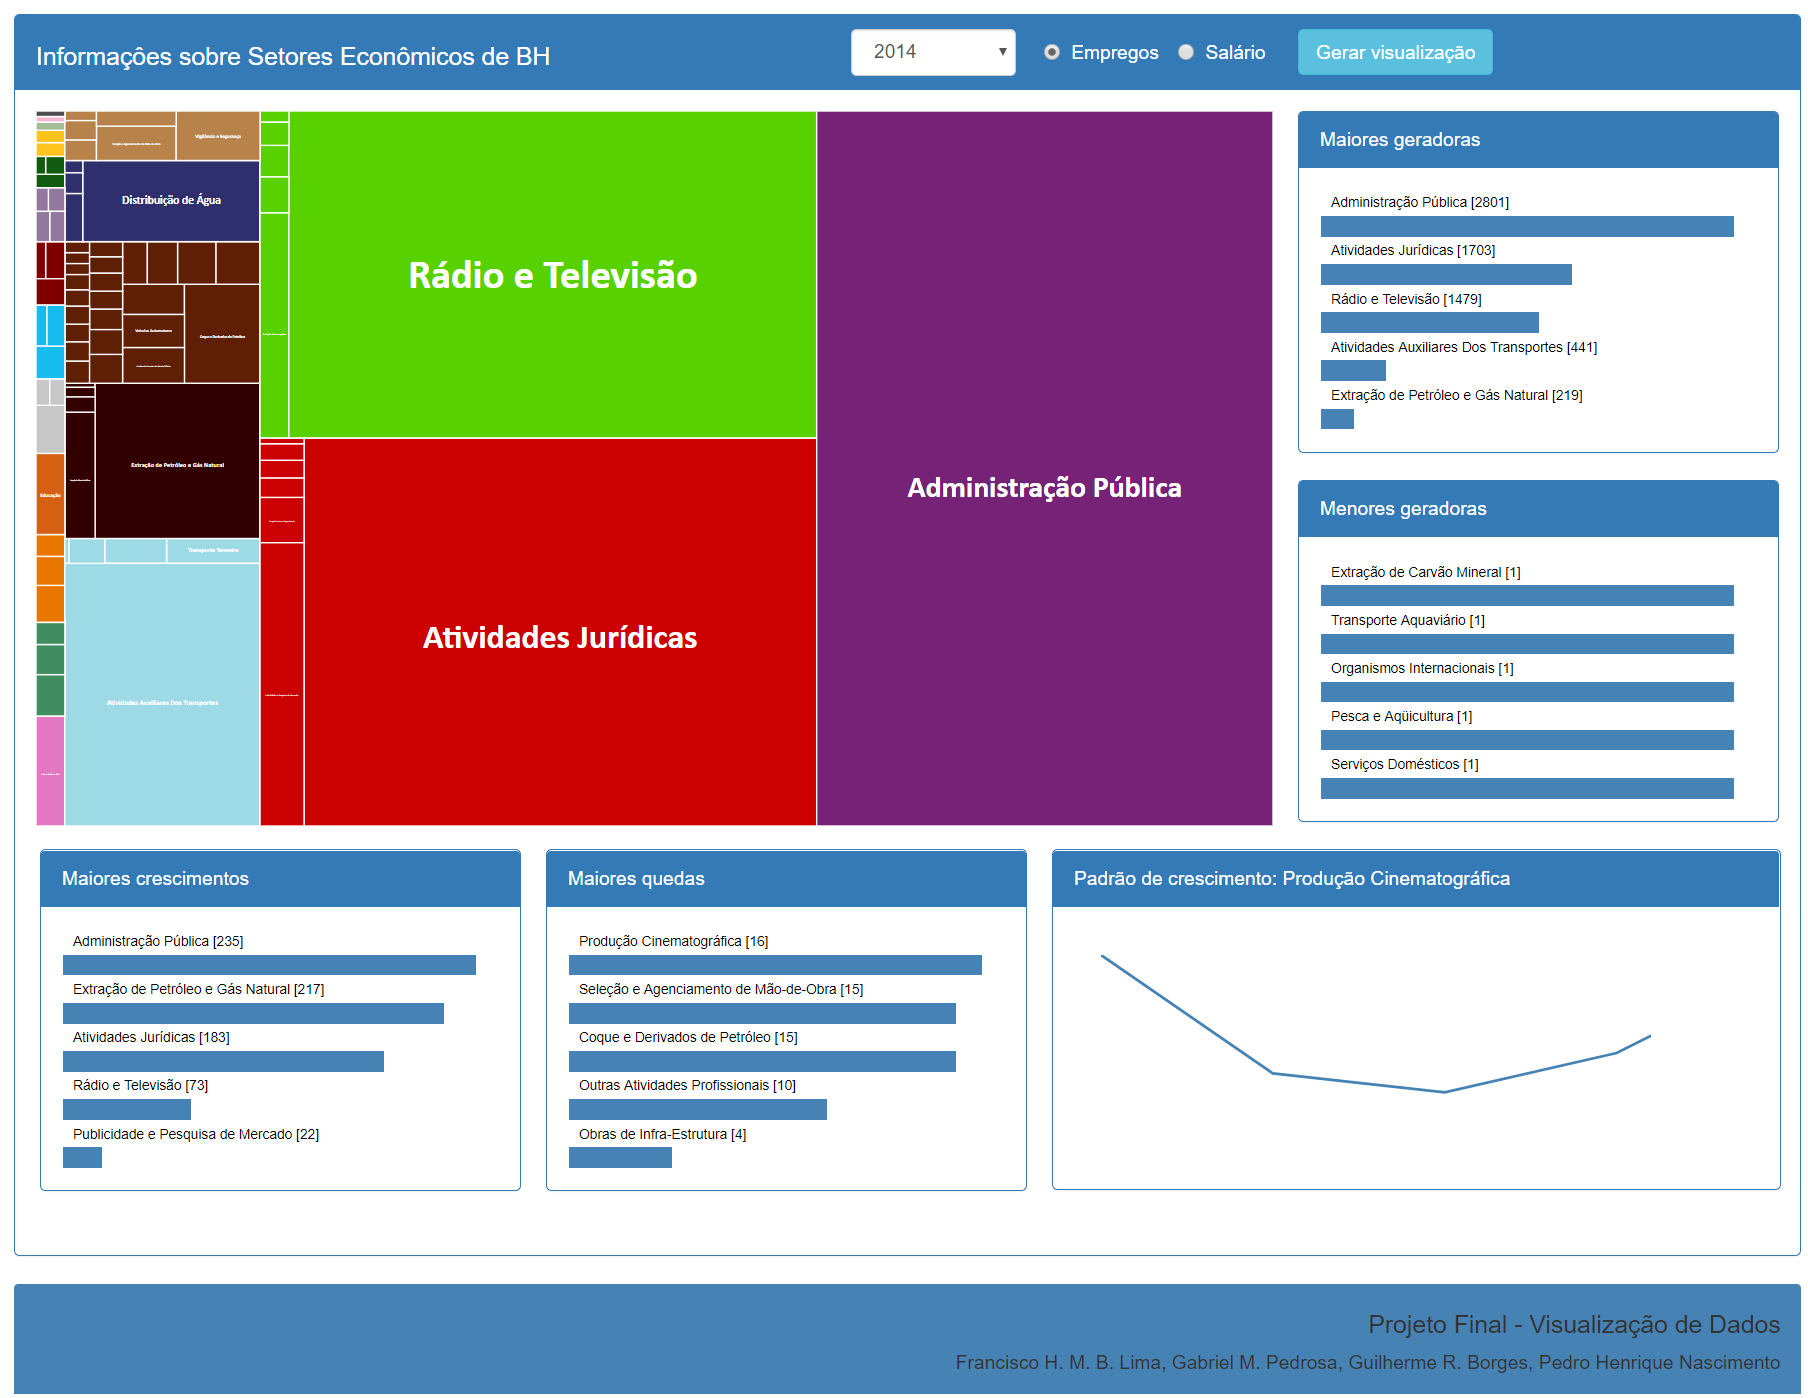 Informações sobre Setores Econômicos de BH
2014
Empregos
Salário
Gerar visualização
Vigilância e Segurança
Distribuição de Água
Rádio e Televisão
Veículos Automotores
Coque e Derivados de Petróleo
Extração de Petróleo e Gás Natural
Educação
Transporte Terrestre
Atividades Jurídicas
Administração Pública
Atividades Auxiliares Dos Transportes
Maiores geradoras
Administração Pública [2801]
Atividades Jurídicas [1703]
Rádio e Televisão [1479]
Atividades Auxiliares Dos Transportes [441]
Extração de Petróleo e Gás Natural [219]
Menores geradoras
Extração de Carvão Mineral [1]
Transporte Aquaviário [1]
Organismos Internacionais [1]
Pesca e Aqüicultura [1]
Serviços Domésticos [1]
Maiores crescimentos
Administração Pública [235]
Extração de Petróleo e Gás Natural [217]
Atividades Jurídicas [183]
Rádio e Televisão [73]
Publicidade e Pesquisa de Mercado [22]
Maiores quedas
Produção Cinematográfica [16]
Seleção e Agenciamento de Mão-de-Obra [15]
Coque e Derivados de Petróleo [15]
Outras Atividades Profissionais [10]
Obras de Infra-Estrutura [4]
Padrão de crescimento: Produção Cinematográfica
Projeto Final - Visualização de Dados
Francisco H. M. B. Lima, Gabriel M. Pedrosa, Guilherme R. Borges, Pedro Henrique Nascimento